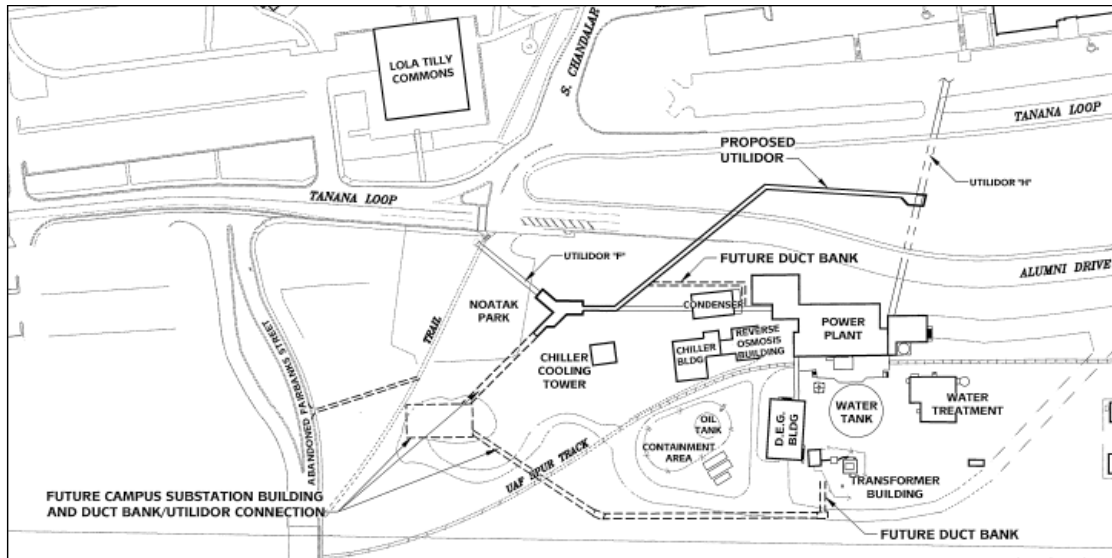 LOLA TILLY
COMMONS
S. CHANDALAR
TANANA LOOP
PROPOSED
UTILIDOR
UTILIDOR "H"
TANANA LOOP
UTILIDOR "F"
FUTURE DUCT BANK
ALUMNI DRIVE
NOATAK
PARK
CONDENSER
POWER
PLANT
TRAIL
ABANDONED FAIRBANKS STREET
CHILLER
COOLING
TOWER
CHILLER
BLDG
REVERSE
OSMOSIS
BUILDING
WATER
TREATMENT
WATER
TANK
D.E.G.
BLDG
OIL
TANK
CONTAINMENT
AREA
UAF SPUR TRACK
TRANSFORMER
BUILDING
FUTURE CAMPUS SUBSTATION BUILDING
AND DUCT BANK/UTILIDOR CONNECTION
FUTURE DUCT BANK